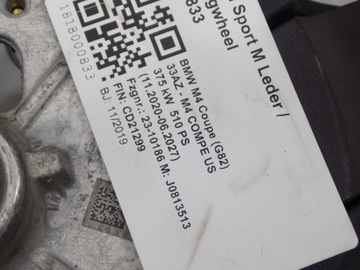 Sport M Leder /
gwheel
833
BMW M4 Coupe (G82)
33AZ - M4 COMPE US
375 kW 510 PS
(11.2020-06.2027)
Fzgnr.: 23-10186 M: J0813513
FIN: CD21299
BJ: 11/2019
1818000833